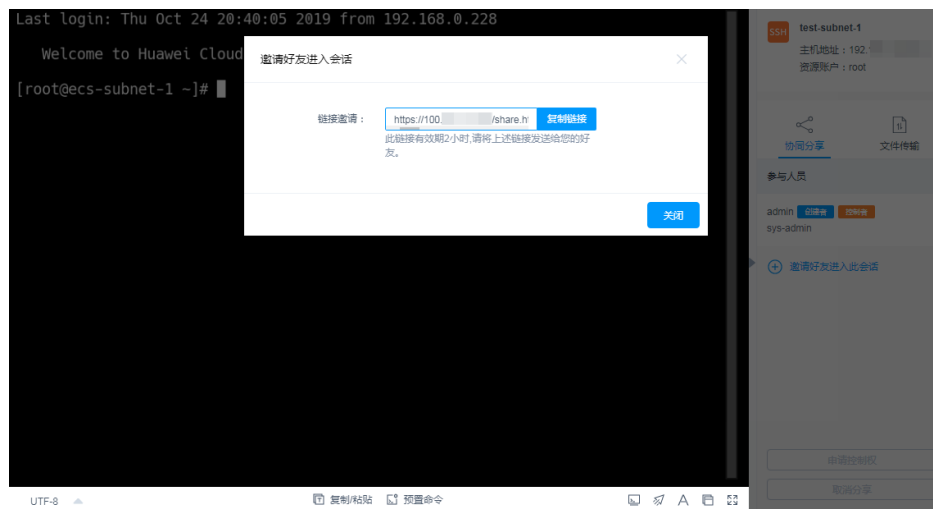 Last login: Thu Oct 24 20:40:05 2019 from 192.168.0.228
Welcome to Huawei Cloud
[root@ecs-subnet-1 ~]#
邀请好友进入会话
链接邀请：
https://100.
/share.h
复制链接
此链接有效期2小时,请将上述链接发送给您的好
友。
关闭
SSH
test-subnet-1
主机地址：192.
资源账户：root
协同分享
文件传输
参与人员
admin 创建者 控制者
sys-admin
邀请好友进入此会话
申请控制权
取消分享
UTF-8
复制/粘贴
预置命令